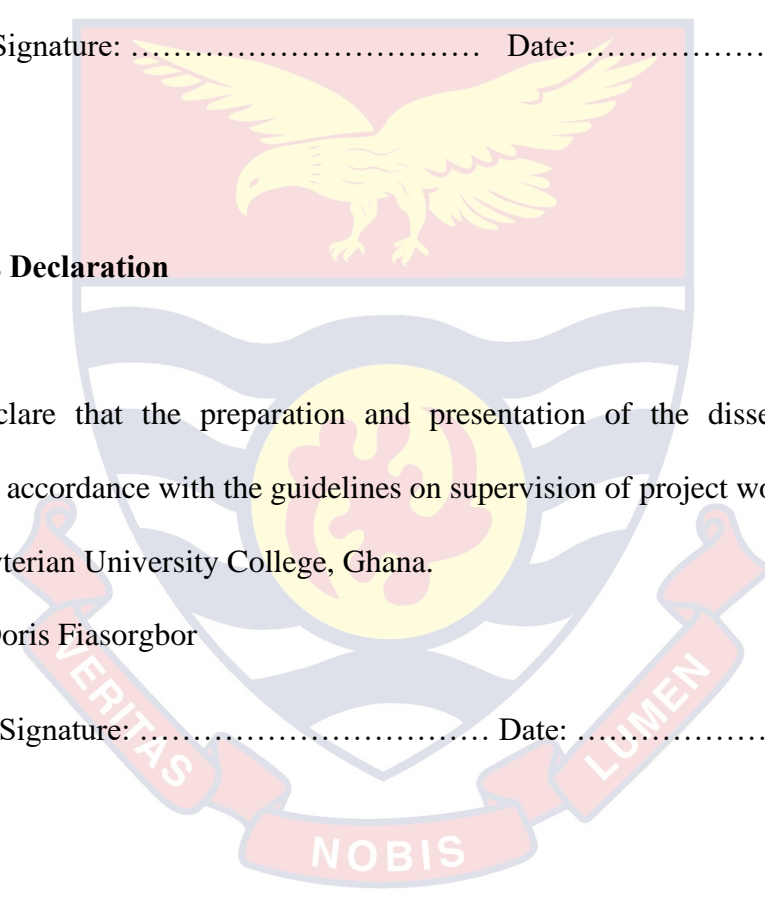 Signature: …………………………… Date: ………………
Declaration
clare that the preparation and presentation of the disse
accordance with the guidelines on supervision of project wo
terian University College, Ghana.
Doris Fiasorgbor
Signature: …………………………… Date: ………………
VERITAS NOBIS LUMEN